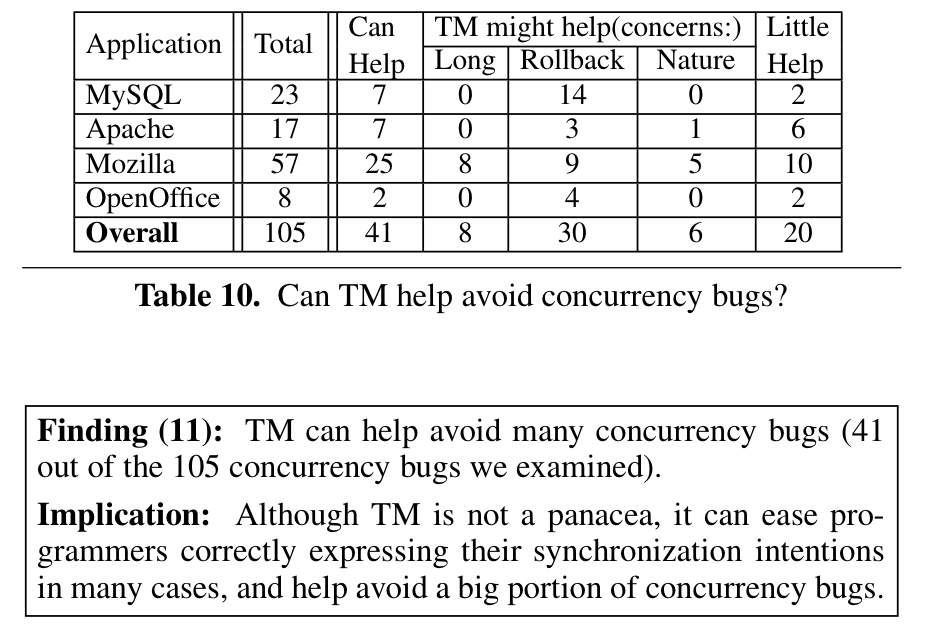 Application Total Can Help TM might help(concerns:) Little Help
Long Rollback Nature
MySQL 23 7 0 14 0 2
Apache 17 7 0 3 1 6
Mozilla 57 25 8 9 5 10
OpenOffice 8 2 0 4 0 2
Overall 105 41 8 30 6 20
Table 10. Can TM help avoid concurrency bugs?
Finding (11): TM can help avoid many concurrency bugs (41
out of the 105 concurrency bugs we examined).
Implication: Although TM is not a panacea, it can ease pro-
grammers correctly expressing their synchronization intentions
in many cases, and help avoid a big portion of concurrency bugs.